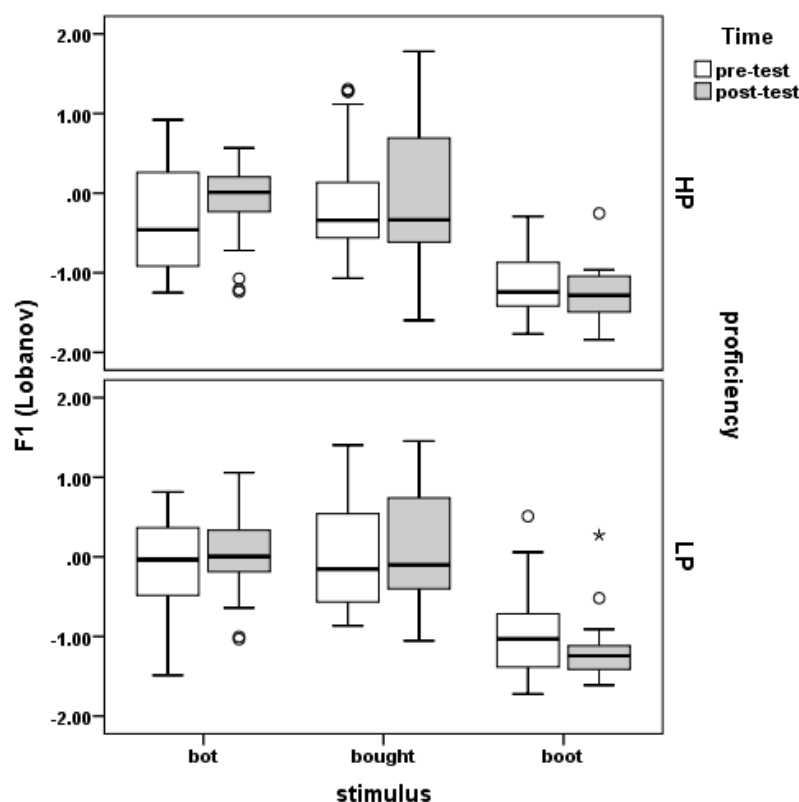 Time
pre-test
post-test
2.00
1.00
.00
-1.00
-2.00
HP
2.00
1.00
.00
-1.00
-2.00
LP
F1 (Lobanov)
proficiency
bot bought boot
stimulus